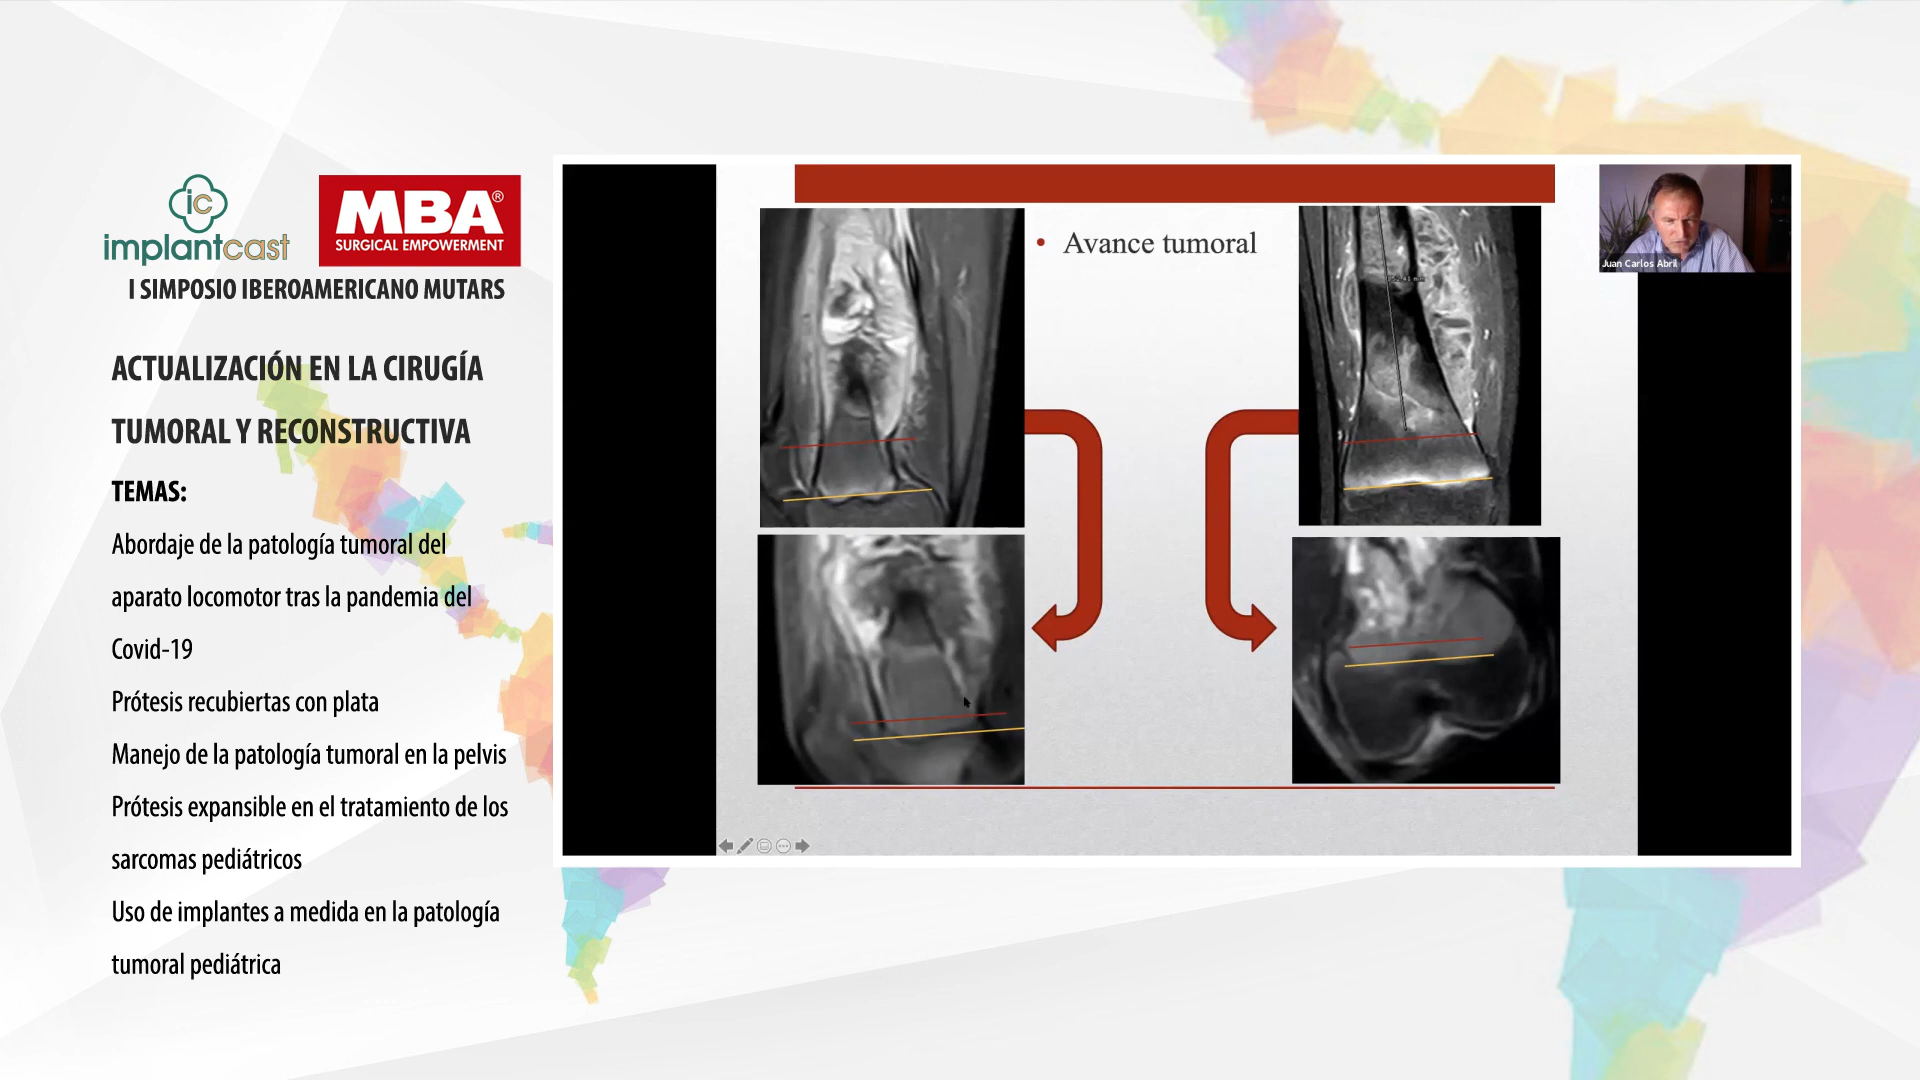 ic
implantcast
MBA®
SURGICAL EMPOWERMENT
I SIMPOSIO IBEROAMERICANO MUTARS
ACTUALIZACIÓN EN LA CIRUGÍA
TUMORAL Y RECONSTRUCTIVA
TEMAS:
Abordaje de la patología tumoral del
aparato locomotor tras la pandemia del
Covid-19
Prótesis recubiertas con plata
Manejo de la patología tumoral en la pelvis
Prótesis expansible en el tratamiento de los
sarcomas pediátricos
Uso de implantes a medida en la patología
tumoral pediátrica
• Avance tumoral
Juan Carlos Abril